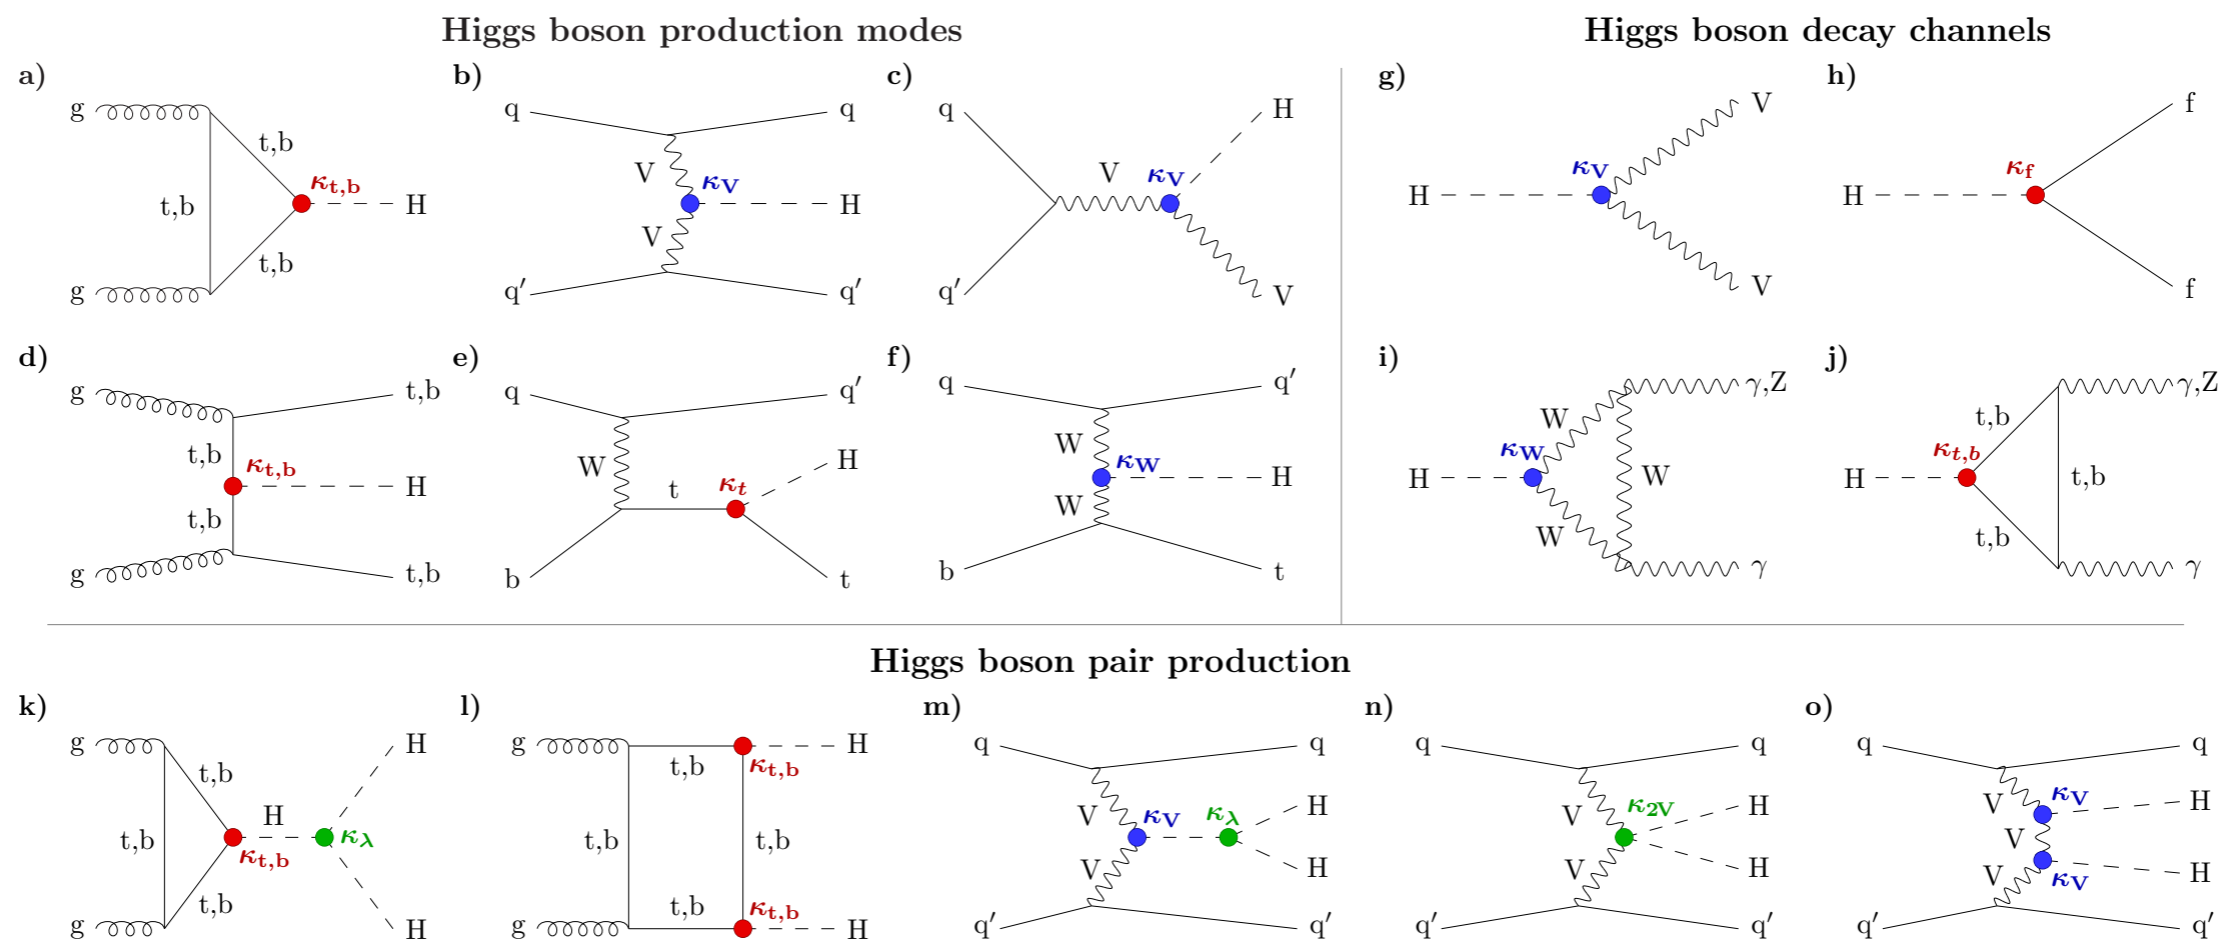 Higgs boson production modes
Higgs boson decay channels
a)
g
t,b
t,b
κt,b
H
t,b
g
b)
q
q
V
κV
H
V
q′
q′
c)
q
H
V
κV
q′
V
g)
V
κV
H
V
h)
f
κf
H
f
d)
g
t,b
t,b
κt,b
H
t,b
g
t,b
e)
q
q′
W
H
t
κt
b
t
f)
q
q′
W
κW
H
W
b
t
i)
γ,Z
W
κW
H
W
W
γ
j)
γ,Z
t,b
κt,b
H
t,b
t,b
γ
Higgs boson pair production
k)
g
H
t,b
H
t,b
κλ
κt,b
t,b
g
H
l)
g
H
t,b
κt,b
t,b
t,b
t,b
κt,b
g
H
m)
q
q
V
κV
κλ
H
V
H
q′
q′
n)
q
q
V
κ2V
H
V
H
q′
q′
o)
q
q
V
κV
H
V
V
κV
H
q′
q′